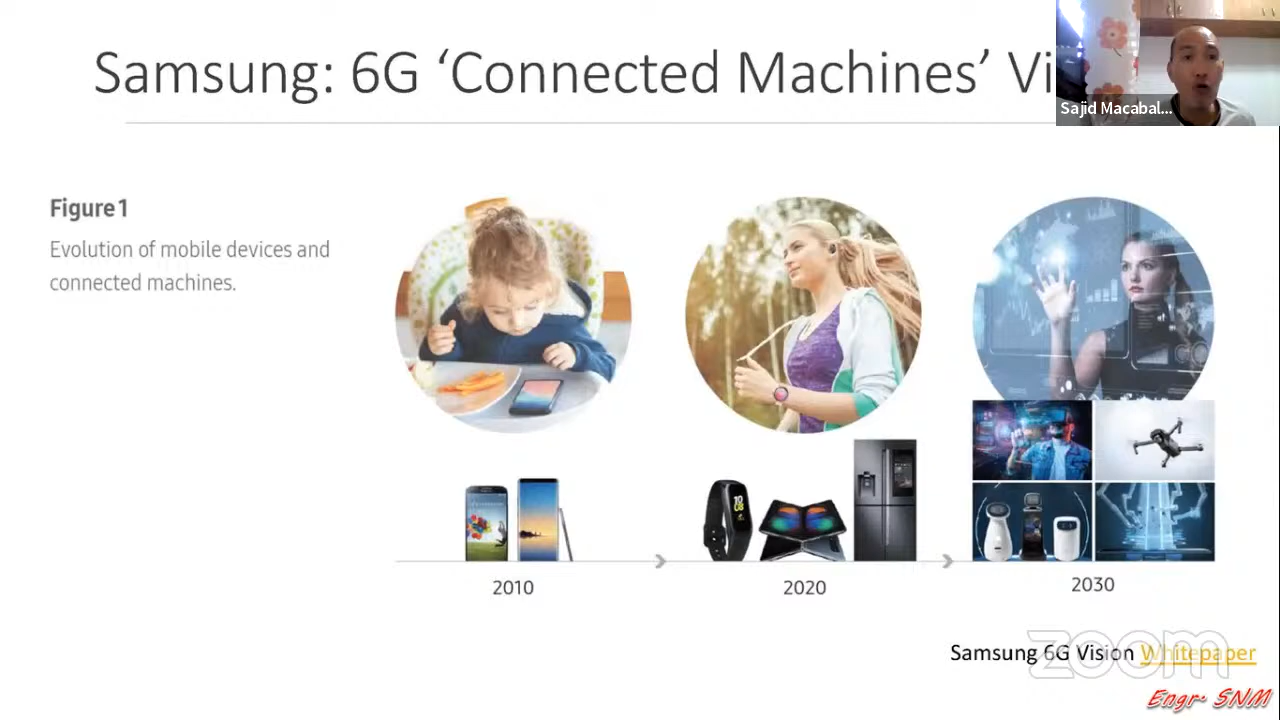 Samsung: 6G ‘Connected Machines’ Vi
Sajid Macabal...
Figure 1
Evolution of mobile devices and
connected machines.
2010
2020
2030
Samsung 6G Vision Whitepaper
zoom
Engr. SNM